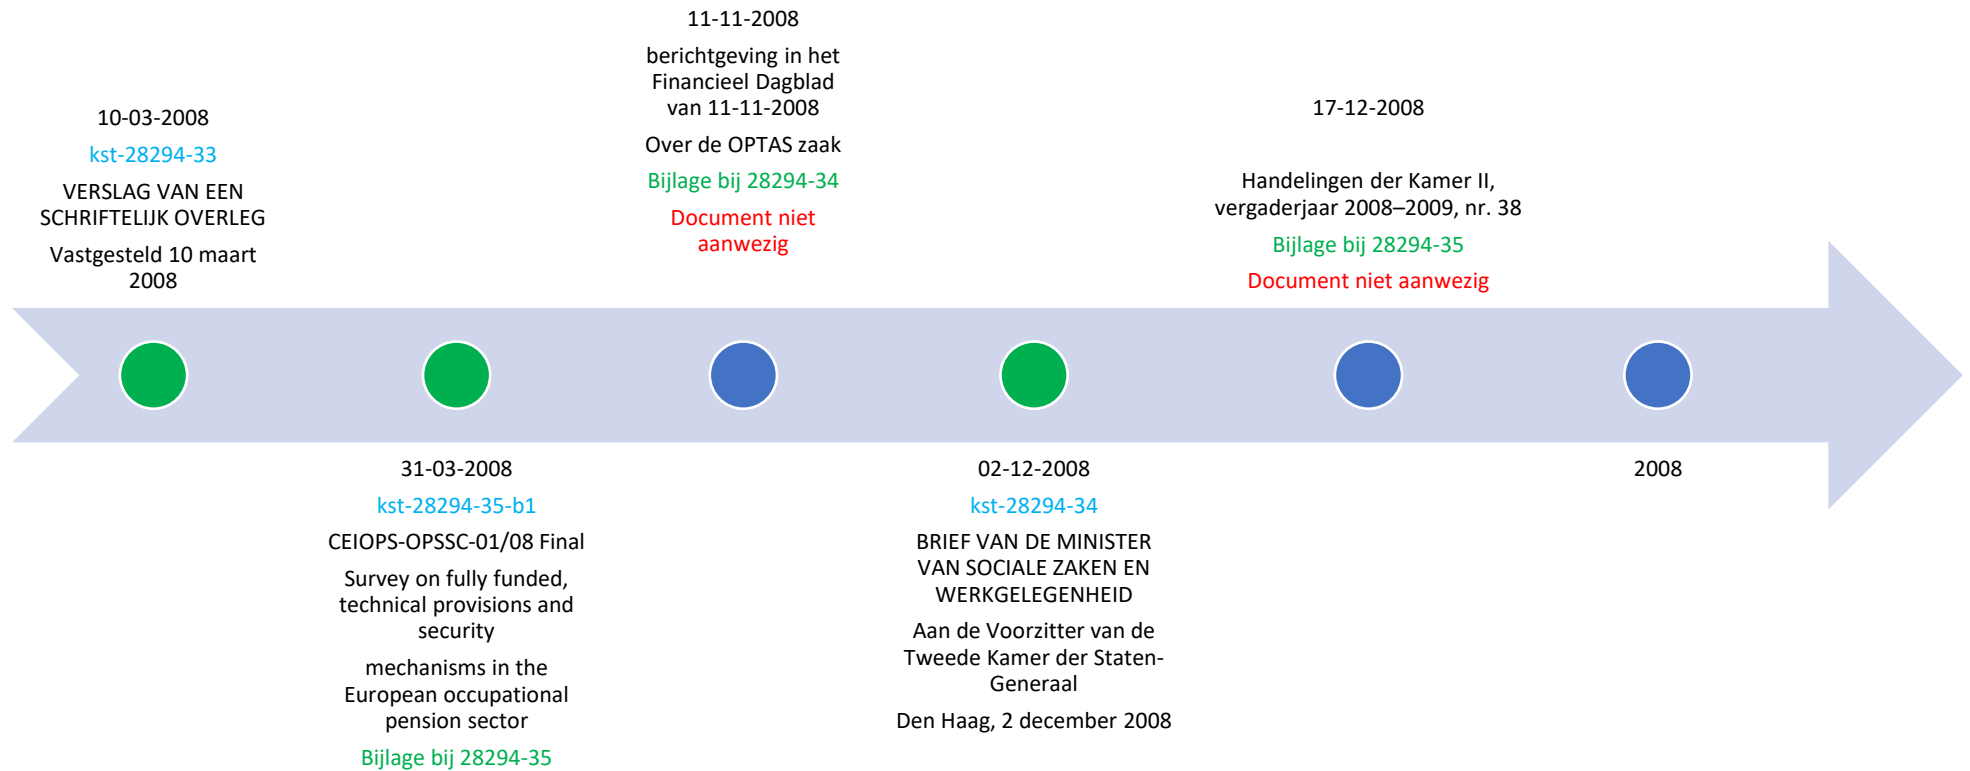 10-03-2008
kst-28294-33
VERSLAG VAN EEN
SCHRIFTELIJK OVERLEG
Vastgesteld 10 maart
2008
31-03-2008
kst-28294-35-b1
CEIOPS-OPSSC-01/08 Final
Survey on fully funded,
technical provisions and
security
mechanisms in the
European occupational
pension sector
Bijlage bij 28294-35
11-11-2008
berichtgeving in het
Financieel Dagblad
van 11-11-2008
Over de OPTAS zaak
Bijlage bij 28294-34
Document niet
aanwezig
02-12-2008
kst-28294-34
BRIEF VAN DE MINISTER
VAN SOCIALE ZAKEN EN
WERKGELEGENHEID
Aan de Voorzitter van de
Tweede Kamer der Staten-
Generaal
Den Haag, 2 december 2008
17-12-2008
Handelingen der Kamer II,
vergaderjaar 2008–2009, nr. 38
Bijlage bij 28294-35
Document niet aanwezig
2008